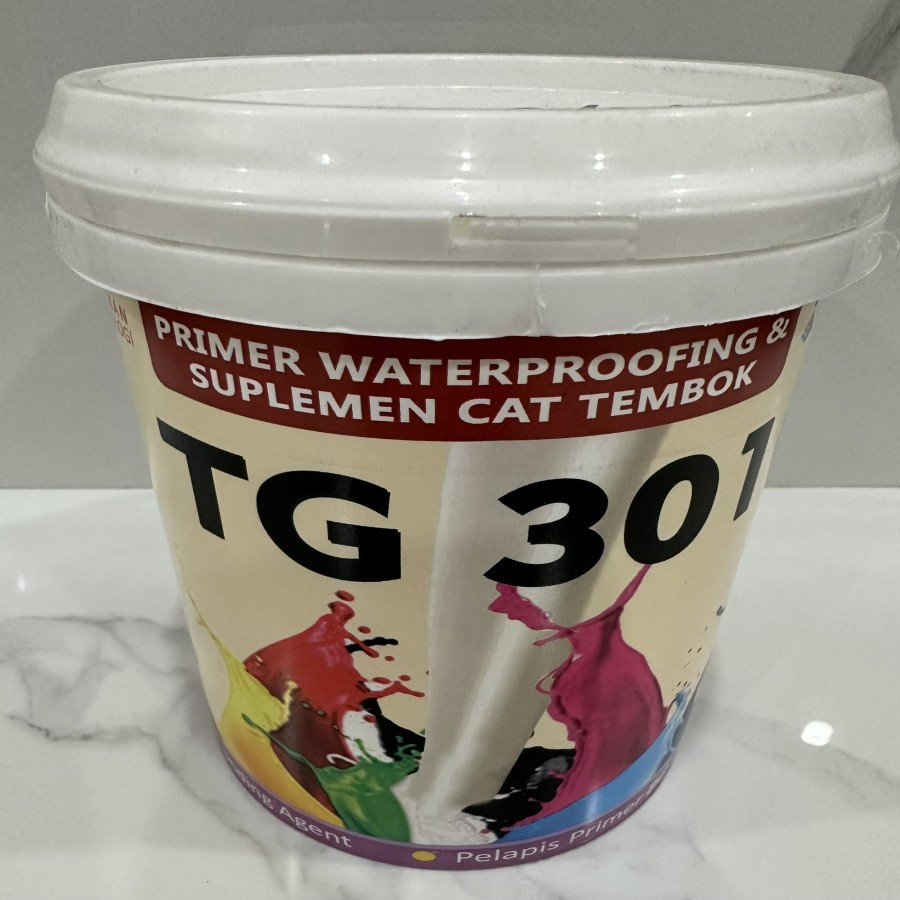 PRIMER WATERPROOFING &
SUPLEMEN CAT TEMBOK
TG 301
Agent
Pelapis Primer